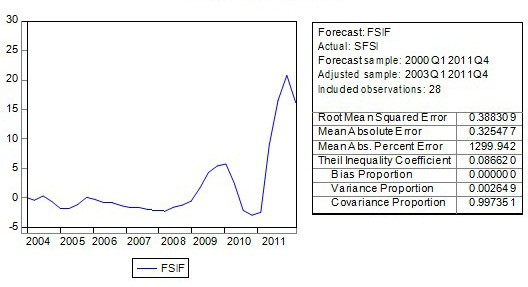 30
25
20
15
10
5
0
-5
2004 2005 2006 2007 2008 2009 2010 2011
FSIF
Forecast: FSIF
Actual: SFSI
Forecast sample: 2000Q1 2011Q4
Adjusted sample: 2003Q1 2011Q4
Included observations: 28
Root Mean Squared Error 0.388309
Mean Absolute Error 0.325477
Mean Abs. Percent Error 1299.942
Theil Inequality Coefficient 0.086620
Bias Proportion 0.000000
Variance Proportion 0.002649
Covariance Proportion 0.997351